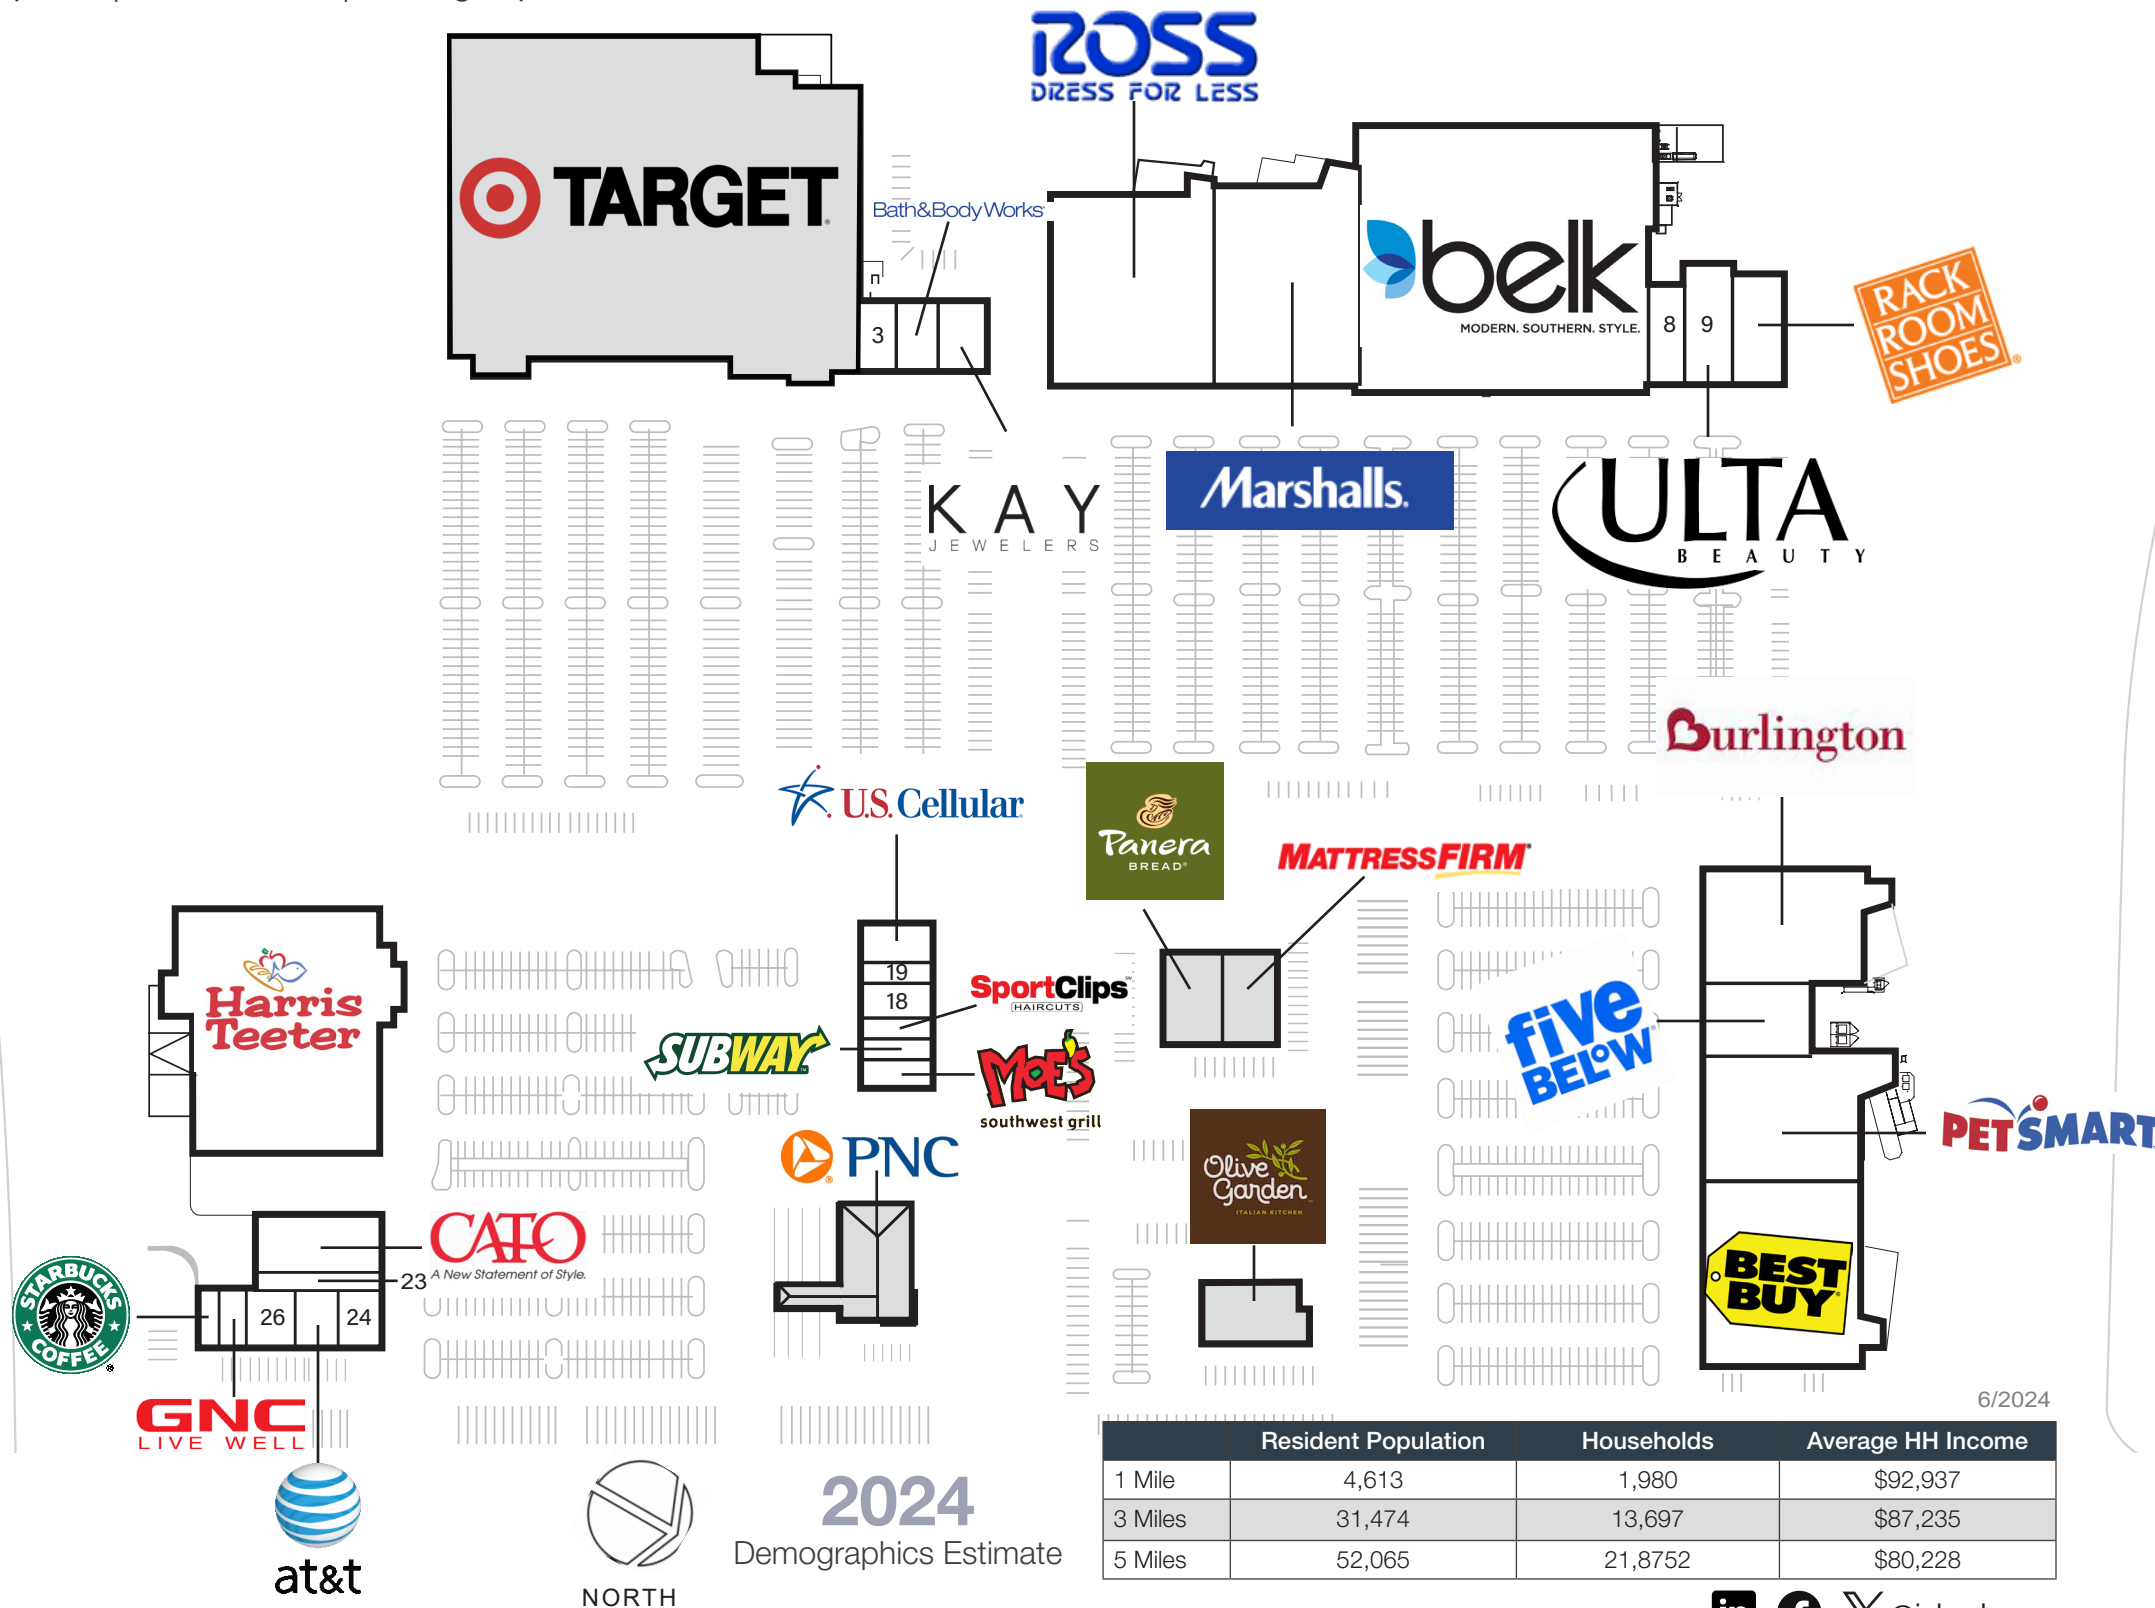 ROSS
DRESS FOR LESS
TARGET
Bath&Body Works
belk
MODERN. SOUTHERN. STYLE.
3
8
9
RACK
ROOM
SHOES
KAY
JEWELERS
Marshalls.
ULTA
BEAUTY
Burlington
U.S. Cellular
Panera
BREAD
MATTRESSFIRM
Harris
Teeter
19
18
SportClips
HAIRCUTS
SUBWAY
MOE'S
southwest grill
five
BELOW
PETSMART
PNC
Olive
Garden
ITALIAN KITCHEN
CATO
A New Statement of Style.
23
STARBUCKS
COFFEE
26
24
BEST
BUY
GNC
LIVE WELL
at&t
NORTH
6/2024
2024
Demographics Estimate
Resident Population Households Average HH Income
1 Mile 4,613 1,980 $92,937
3 Miles 31,474 13,697 $87,235
5 Miles 52,065 21,8752 $80,228
in